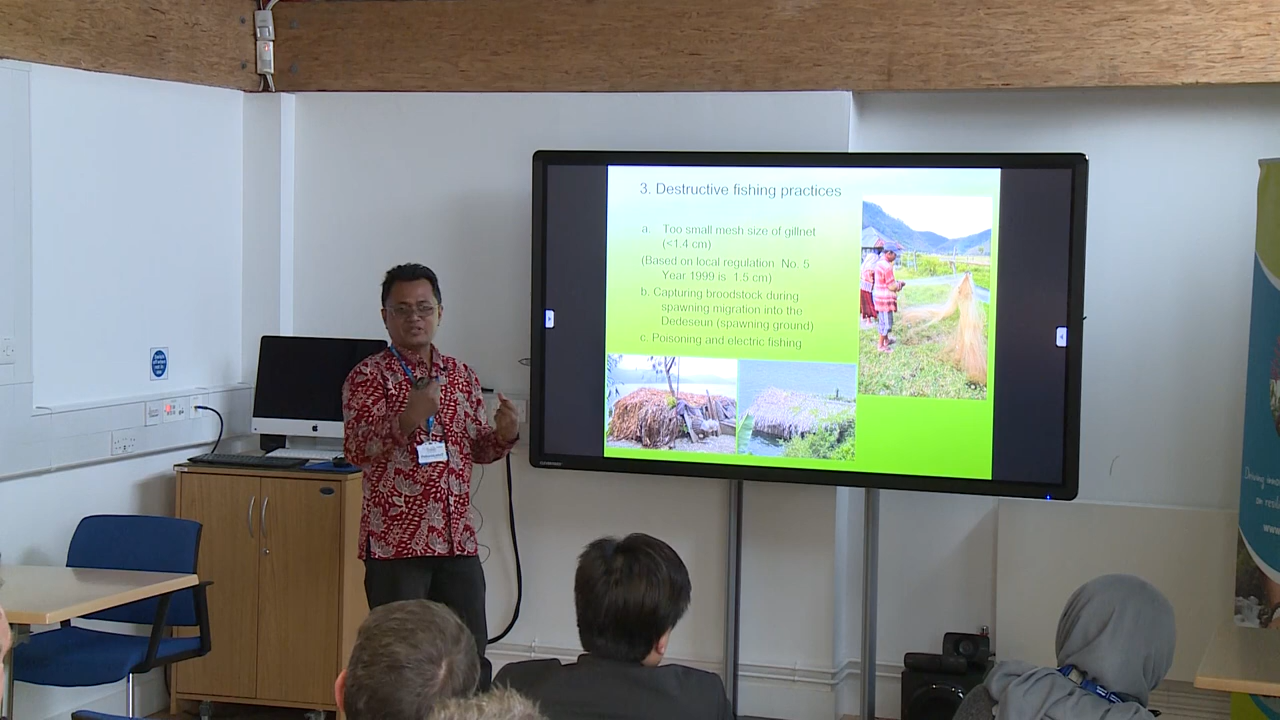 3. Destructive fishing practices
a. Too small mesh size of gillnet
(<1.4 cm)
(Based on local regulation No. 5
Year 1999 is 1.5 cm)
b. Capturing broodstock during
spawning migration into the
Dedeseun (spawning ground)
c. Poisoning and electric fishing